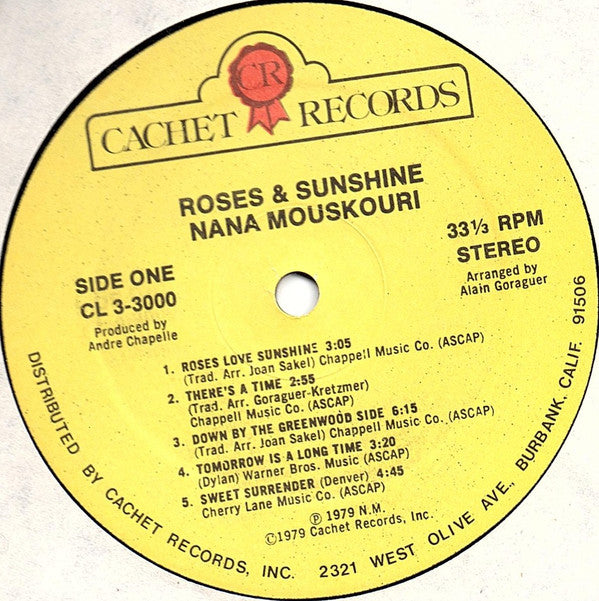 CR
CACHET RECORDS
ROSES & SUNSHINE
NANA MOUSKOURI
SIDE ONE
CL 3-3000
Produced by
Andre Chapelle
33⅓ RPM
STEREO
Arranged by
Alain Goraguer
1. ROSES LOVE SUNSHINE 3:05
(Trad. Arr. Joan Sakel) Chappell Music Co. (ASCAP)
2. THERE'S A TIME 2:55
(Trad. Arr. Goraguer-Kretzmer)
Chappell Music Co. (ASCAP)
3. DOWN BY THE GREENWOOD SIDE 6:15
(Trad. Arr. Joan Sakel) Chappell Music Co. (ASCAP)
4. TOMORROW IS A LONG TIME 3:20
(Dylan) Warner Bros. Music (ASCAP)
5. SWEET SURRENDER (Denver) 4:45
Cherry Lane Music Co. (ASCAP)
℗ 1979 N.M.
©1979 Cachet Records, Inc.
DISTRIBUTED BY CACHET RECORDS, INC. 2321 WEST OLIVE AVE., BURBANK, CALIF. 91506